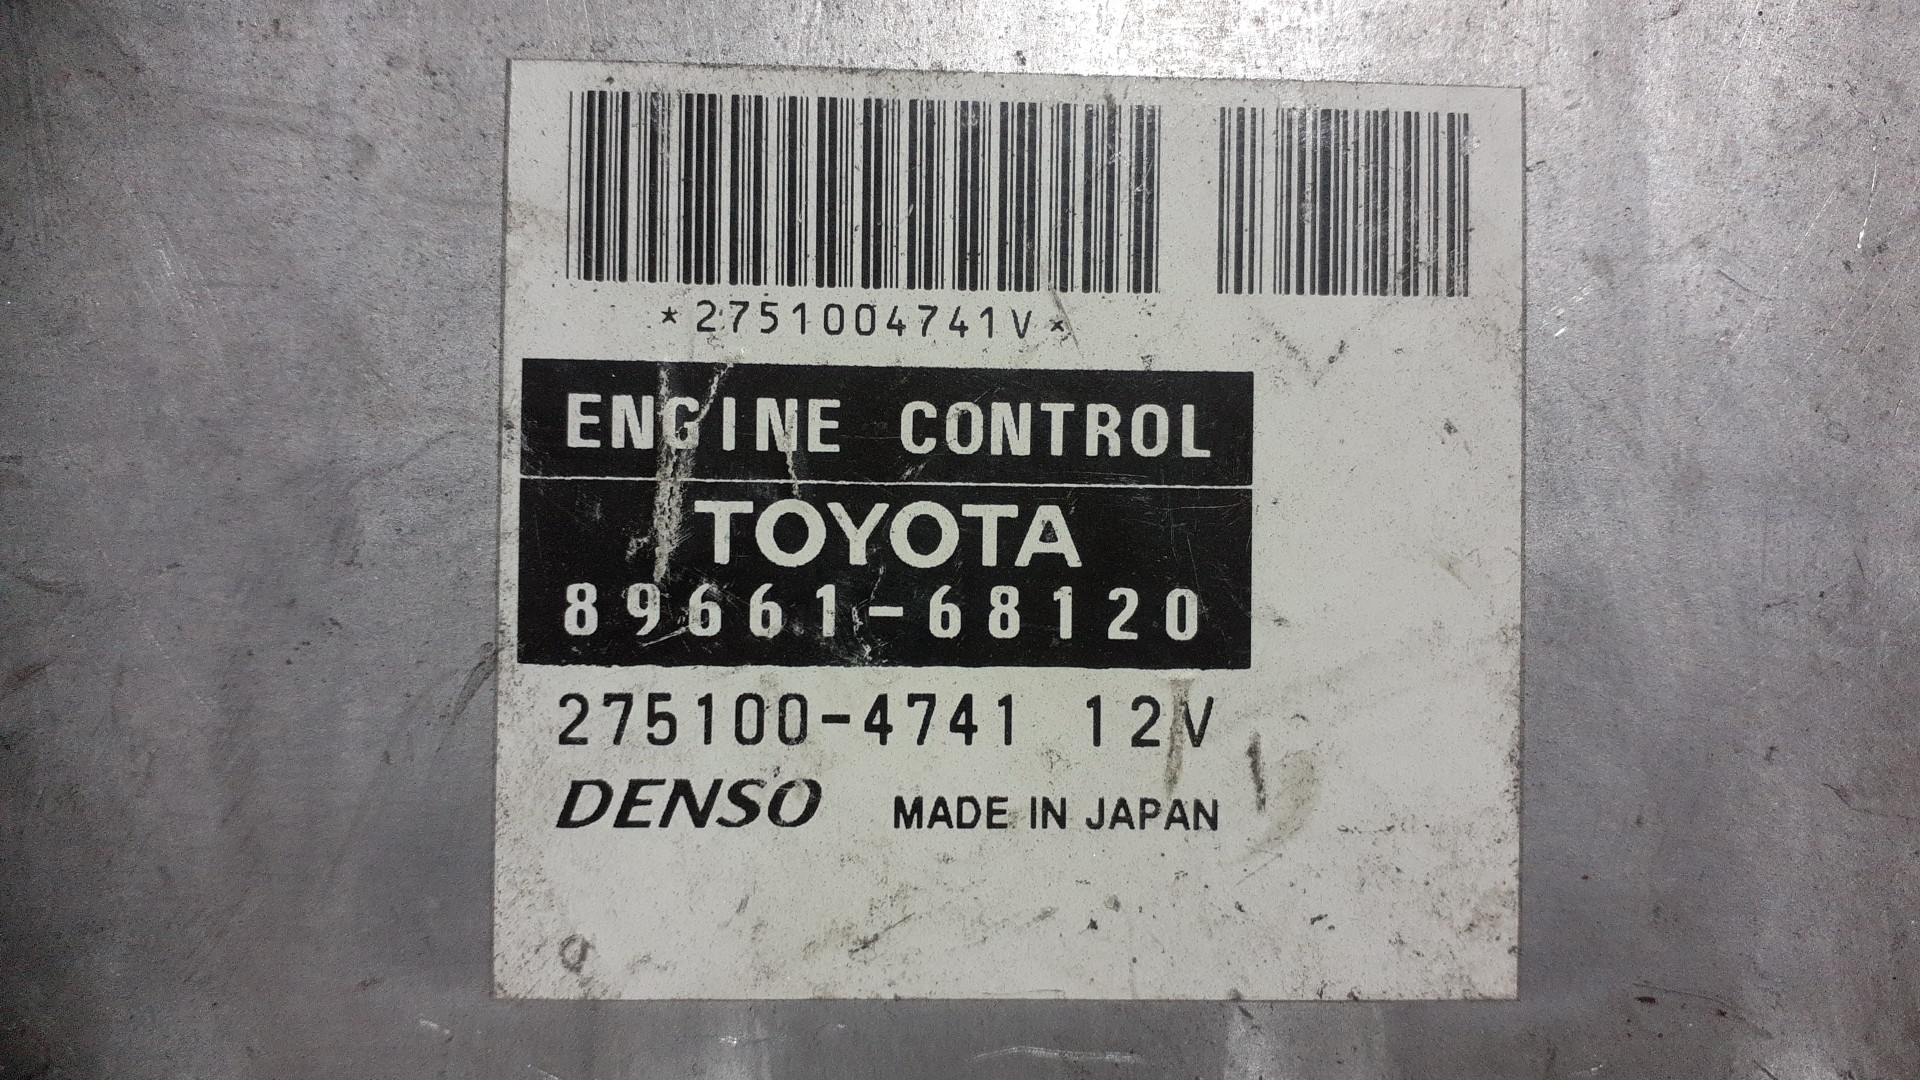 *2751004741V*
ENGINE CONTROL
TOYOTA
89661-68120
275100-4741 12V
DENSO MADE IN JAPAN